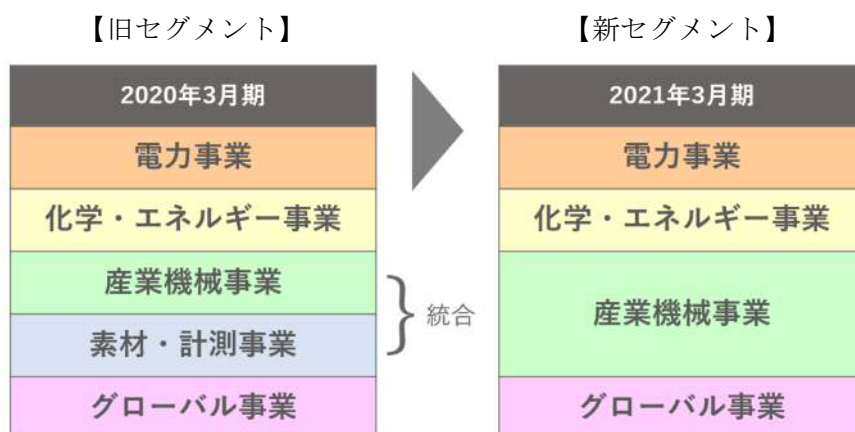 【旧セグメント】
2020年3月期
電力事業
化学・エネルギー事業
産業機械事業
素材・計測事業
グローバル事業
統合
【新セグメント】
2021年3月期
電力事業
化学・エネルギー事業
産業機械事業
グローバル事業